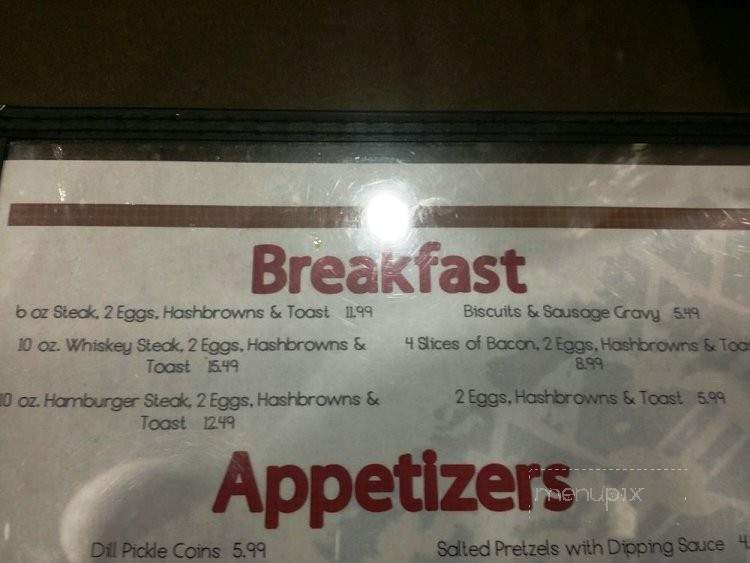 Breakfast
6 oz Steak, 2 Eggs, Hashbrowns & Toast 11.99
10 oz. Whiskey Steak, 2 Eggs, Hashbrowns &
Toast 15.49
10 oz. Hamburger Steak, 2 Eggs, Hashbrowns &
Toast 12.49
Biscuits & Sausage Gravy 5.49
4 Slices of Bacon, 2 Eggs, Hashbrowns & Toas
8.99
2 Eggs, Hashbrowns & Toast 5.99
Appetizers
menupix
Dill Pickle Coins 5.99
Salted Pretzels with Dipping Sauce 4.